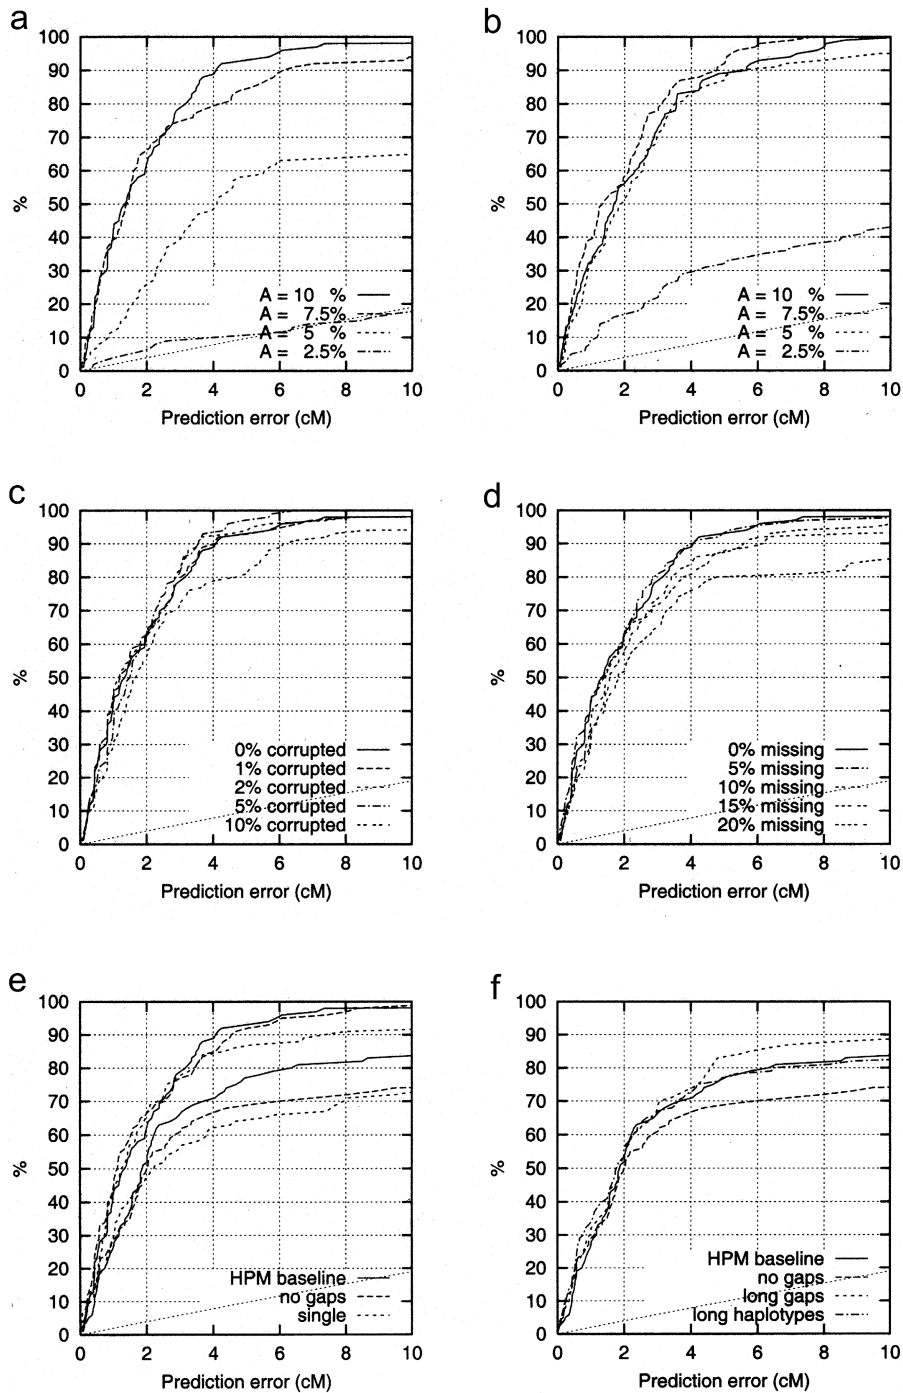 a
100
90
80
70
60
50
40
30
20
10
0
%
A = 10 %
A = 7.5%
A = 5 %
A = 2.5%
0 2 4 6 8 10
Prediction error (cM)
b
100
90
80
70
60
50
40
30
20
10
0
%
A = 10 %
A = 7.5%
A = 5 %
A = 2.5%
0 2 4 6 8 10
Prediction error (cM)
c
100
90
80
70
60
50
40
30
20
10
0
%
0% corrupted
1% corrupted
2% corrupted
5% corrupted
10% corrupted
0 2 4 6 8 10
Prediction error (cM)
d
100
90
80
70
60
50
40
30
20
10
0
%
0% missing
5% missing
10% missing
15% missing
20% missing
0 2 4 6 8 10
Prediction error (cM)
e
100
90
80
70
60
50
40
30
20
10
0
%
HPM baseline
no gaps
single
0 2 4 6 8 10
Prediction error (cM)
f
100
90
80
70
60
50
40
30
20
10
0
%
HPM baseline
no gaps
long gaps
long haplotypes
0 2 4 6 8 10
Prediction error (cM)